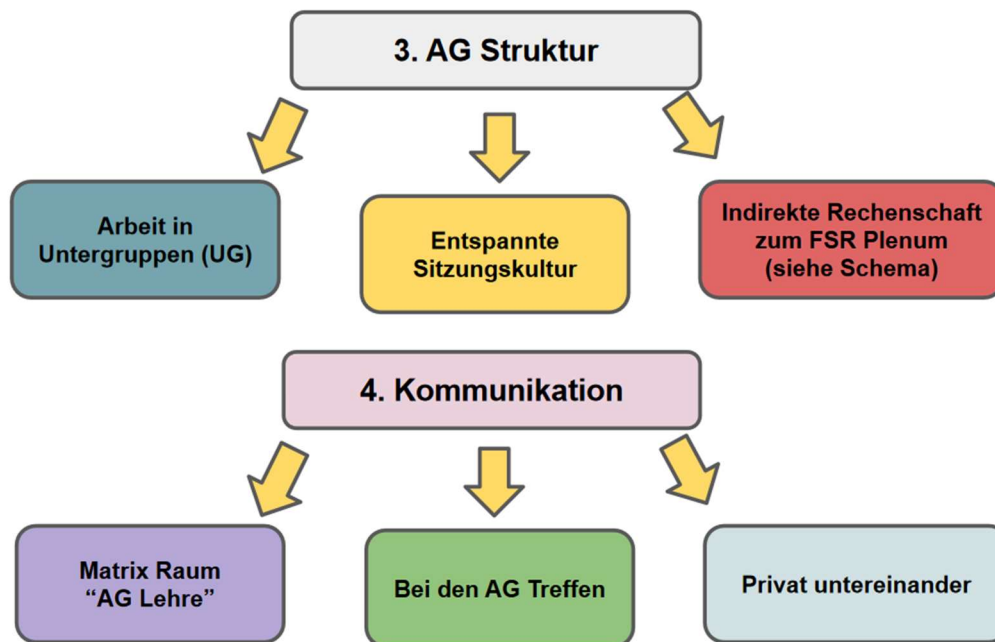 3. AG Struktur
Arbeit in
Untergruppen (UG)
Entspannte
Sitzungskultur
Indirekte Rechenschaft
zum FSR Plenum
(siehe Schema)
4. Kommunikation
Matrix Raum
“AG Lehre”
Bei den AG Treffen
Privat untereinander